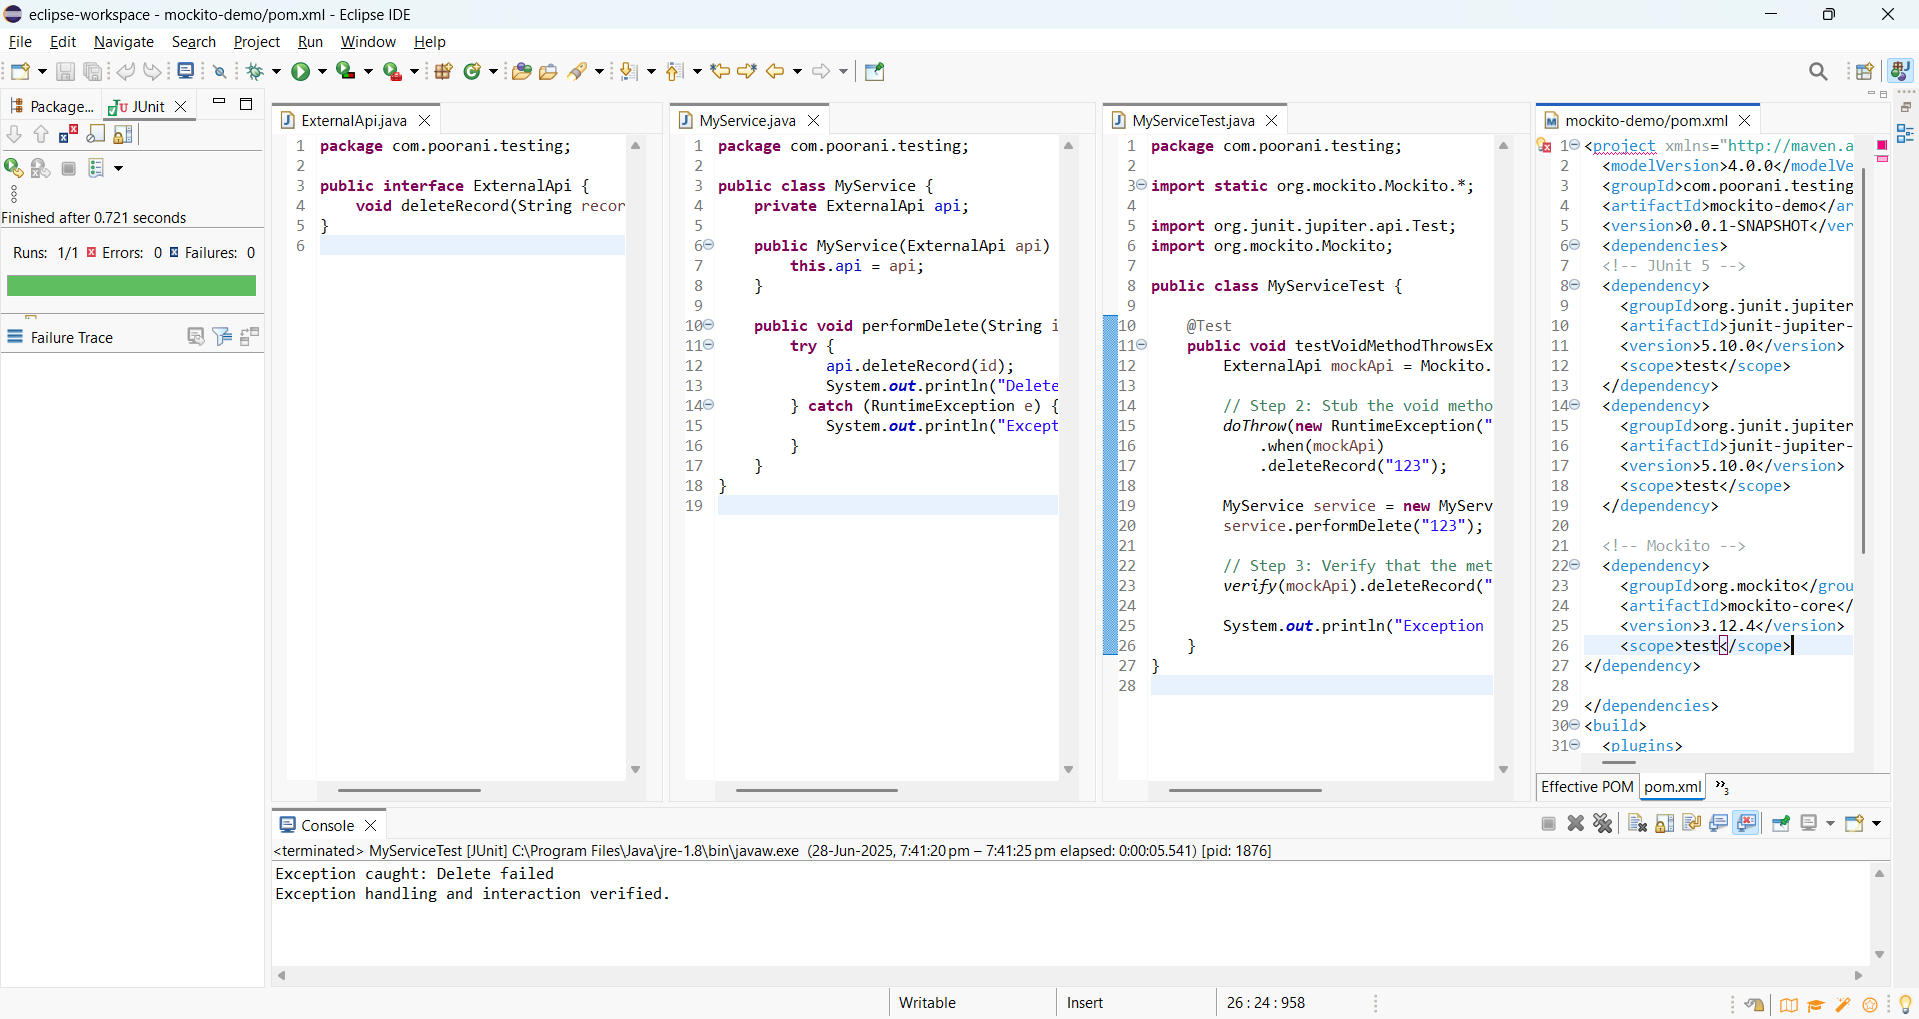 eclipse-workspace - mockito-demo/pom.xml - Eclipse IDE
File Edit Navigate Search Project Run Window Help
Package... JUnit
Finished after 0.721 seconds
Runs: 1/1 Errors: 0 Failures: 0
Failure Trace
ExternalApi.java
1 package com.poorani.testing;
2
3 public interface ExternalApi {
4     void deleteRecord(String recor
5 }
6
MyService.java
1 package com.poorani.testing;
2
3 public class MyService {
4     private ExternalApi api;
5
6     public MyService(ExternalApi api)
7         this.api = api;
8     }
9
10     public void performDelete(String i
11         try {
12             api.deleteRecord(id);
13             System.out.println("Delete
14         } catch (RuntimeException e) {
15             System.out.println("Except
16         }
17     }
18 }
19
MyServiceTest.java
1 package com.poorani.testing;
2
3 import static org.mockito.Mockito.*;
4
5 import org.junit.jupiter.api.Test;
6 import org.mockito.Mockito;
7
8 public class MyServiceTest {
9
10     @Test
11     public void testVoidMethodThrowsEx
12         ExternalApi mockApi = Mockito.
13
14         // Step 2: Stub the void metho
15         doThrow(new RuntimeException("
16             .when(mockApi)
17             .deleteRecord("123");
18
19         MyService service = new MyServ
20         service.performDelete("123");
21
22         // Step 3: Verify that the met
23         verify(mockApi).deleteRecord("
24
25         System.out.println("Exception
26     }
27 }
28
mockito-demo/pom.xml
1 <project xmlns="http://maven.a
2   <modelVersion>4.0.0</modelVe
3   <groupId>com.poorani.testing
4   <artifactId>mockito-demo</ar
5   <version>0.0.1-SNAPSHOT</ver
6   <dependencies>
7   <!-- JUnit 5 -->
8   <dependency>
9     <groupId>org.junit.jupiter
10     <artifactId>junit-jupiter-
11     <version>5.10.0</version>
12     <scope>test</scope>
13   </dependency>
14   <dependency>
15     <groupId>org.junit.jupiter
16     <artifactId>junit-jupiter-
17     <version>5.10.0</version>
18     <scope>test</scope>
19   </dependency>
20
21   <!-- Mockito -->
22   <dependency>
23     <groupId>org.mockito</grou
24     <artifactId>mockito-core</
25     <version>3.12.4</version>
26     <scope>test</scope>
27 </dependency>
28
29 </dependencies>
30 <build>
31   <plugins>
Effective POM pom.xml »3
Console
<terminated> MyServiceTest [JUnit] C:\Program Files\Java\jre-1.8\bin\javaw.exe (28-Jun-2025, 7:41:20 pm – 7:41:25 pm elapsed: 0:00:05.541) [pid: 1876]
Exception caught: Delete failed
Exception handling and interaction verified.
Writable Insert 26 : 24 : 958